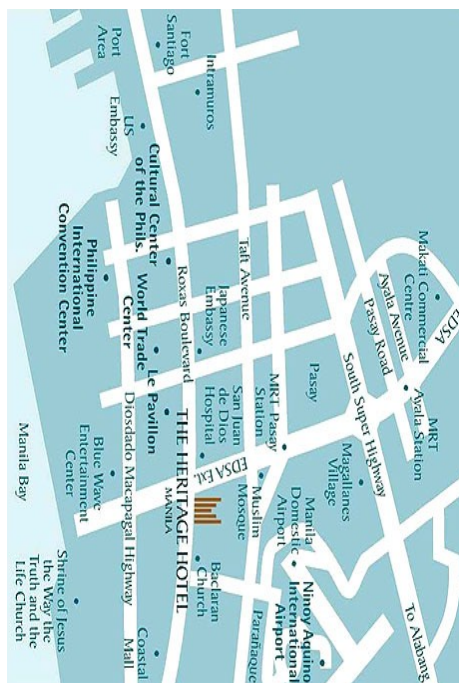 EDSA
Makati Commercial
Centre
MRT
Ayala Station
Ayala Avenue
Pasay Road
To Alabang
South Super Highway
Magallanes
Village
Ninoy Aquino
International
Airport
Manila
Domestic
Airport
Pasay
MRT Pasay
Station
Muslim
Mosque
Parañaque
Taft Avenue
San Juan
de Dios
Hospital
EDSA Ext.
Baclaran
Church
Japanese
Embassy
Intramuros
Fort
Santiago
Roxas Boulevard
THE HERITAGE HOTEL
MANILA
Cultural Center
of the Phils.
World Trade
Center
Le Pavillon
US
Embassy
Port
Area
Diosdado Macapagal Highway
Coastal
Mall
Philippine
International
Convention Center
Blue Wave
Entertainment
Center
Shrine of Jesus
the Way the
Truth and the
Life Church
Manila Bay